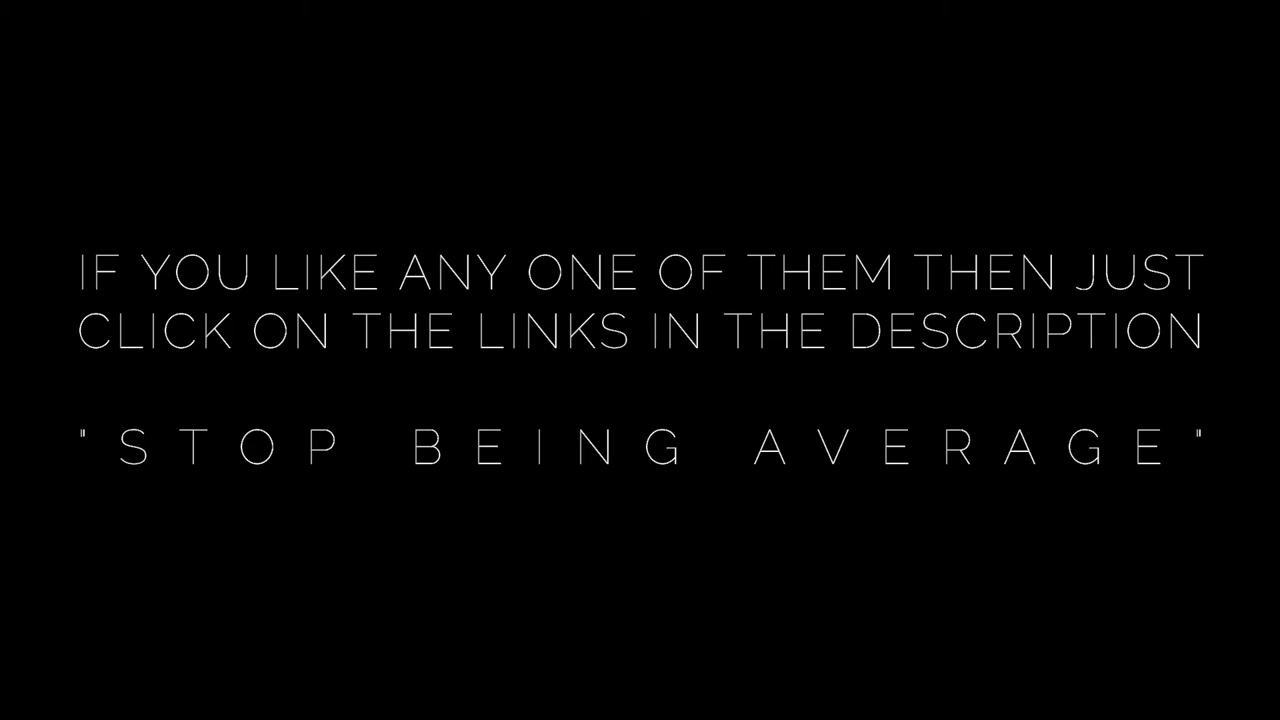 IF YOU LIKE ANY ONE OF THEM THEN JUST
CLICK ON THE LINKS IN THE DESCRIPTION
"STOP BEING AVERAGE"